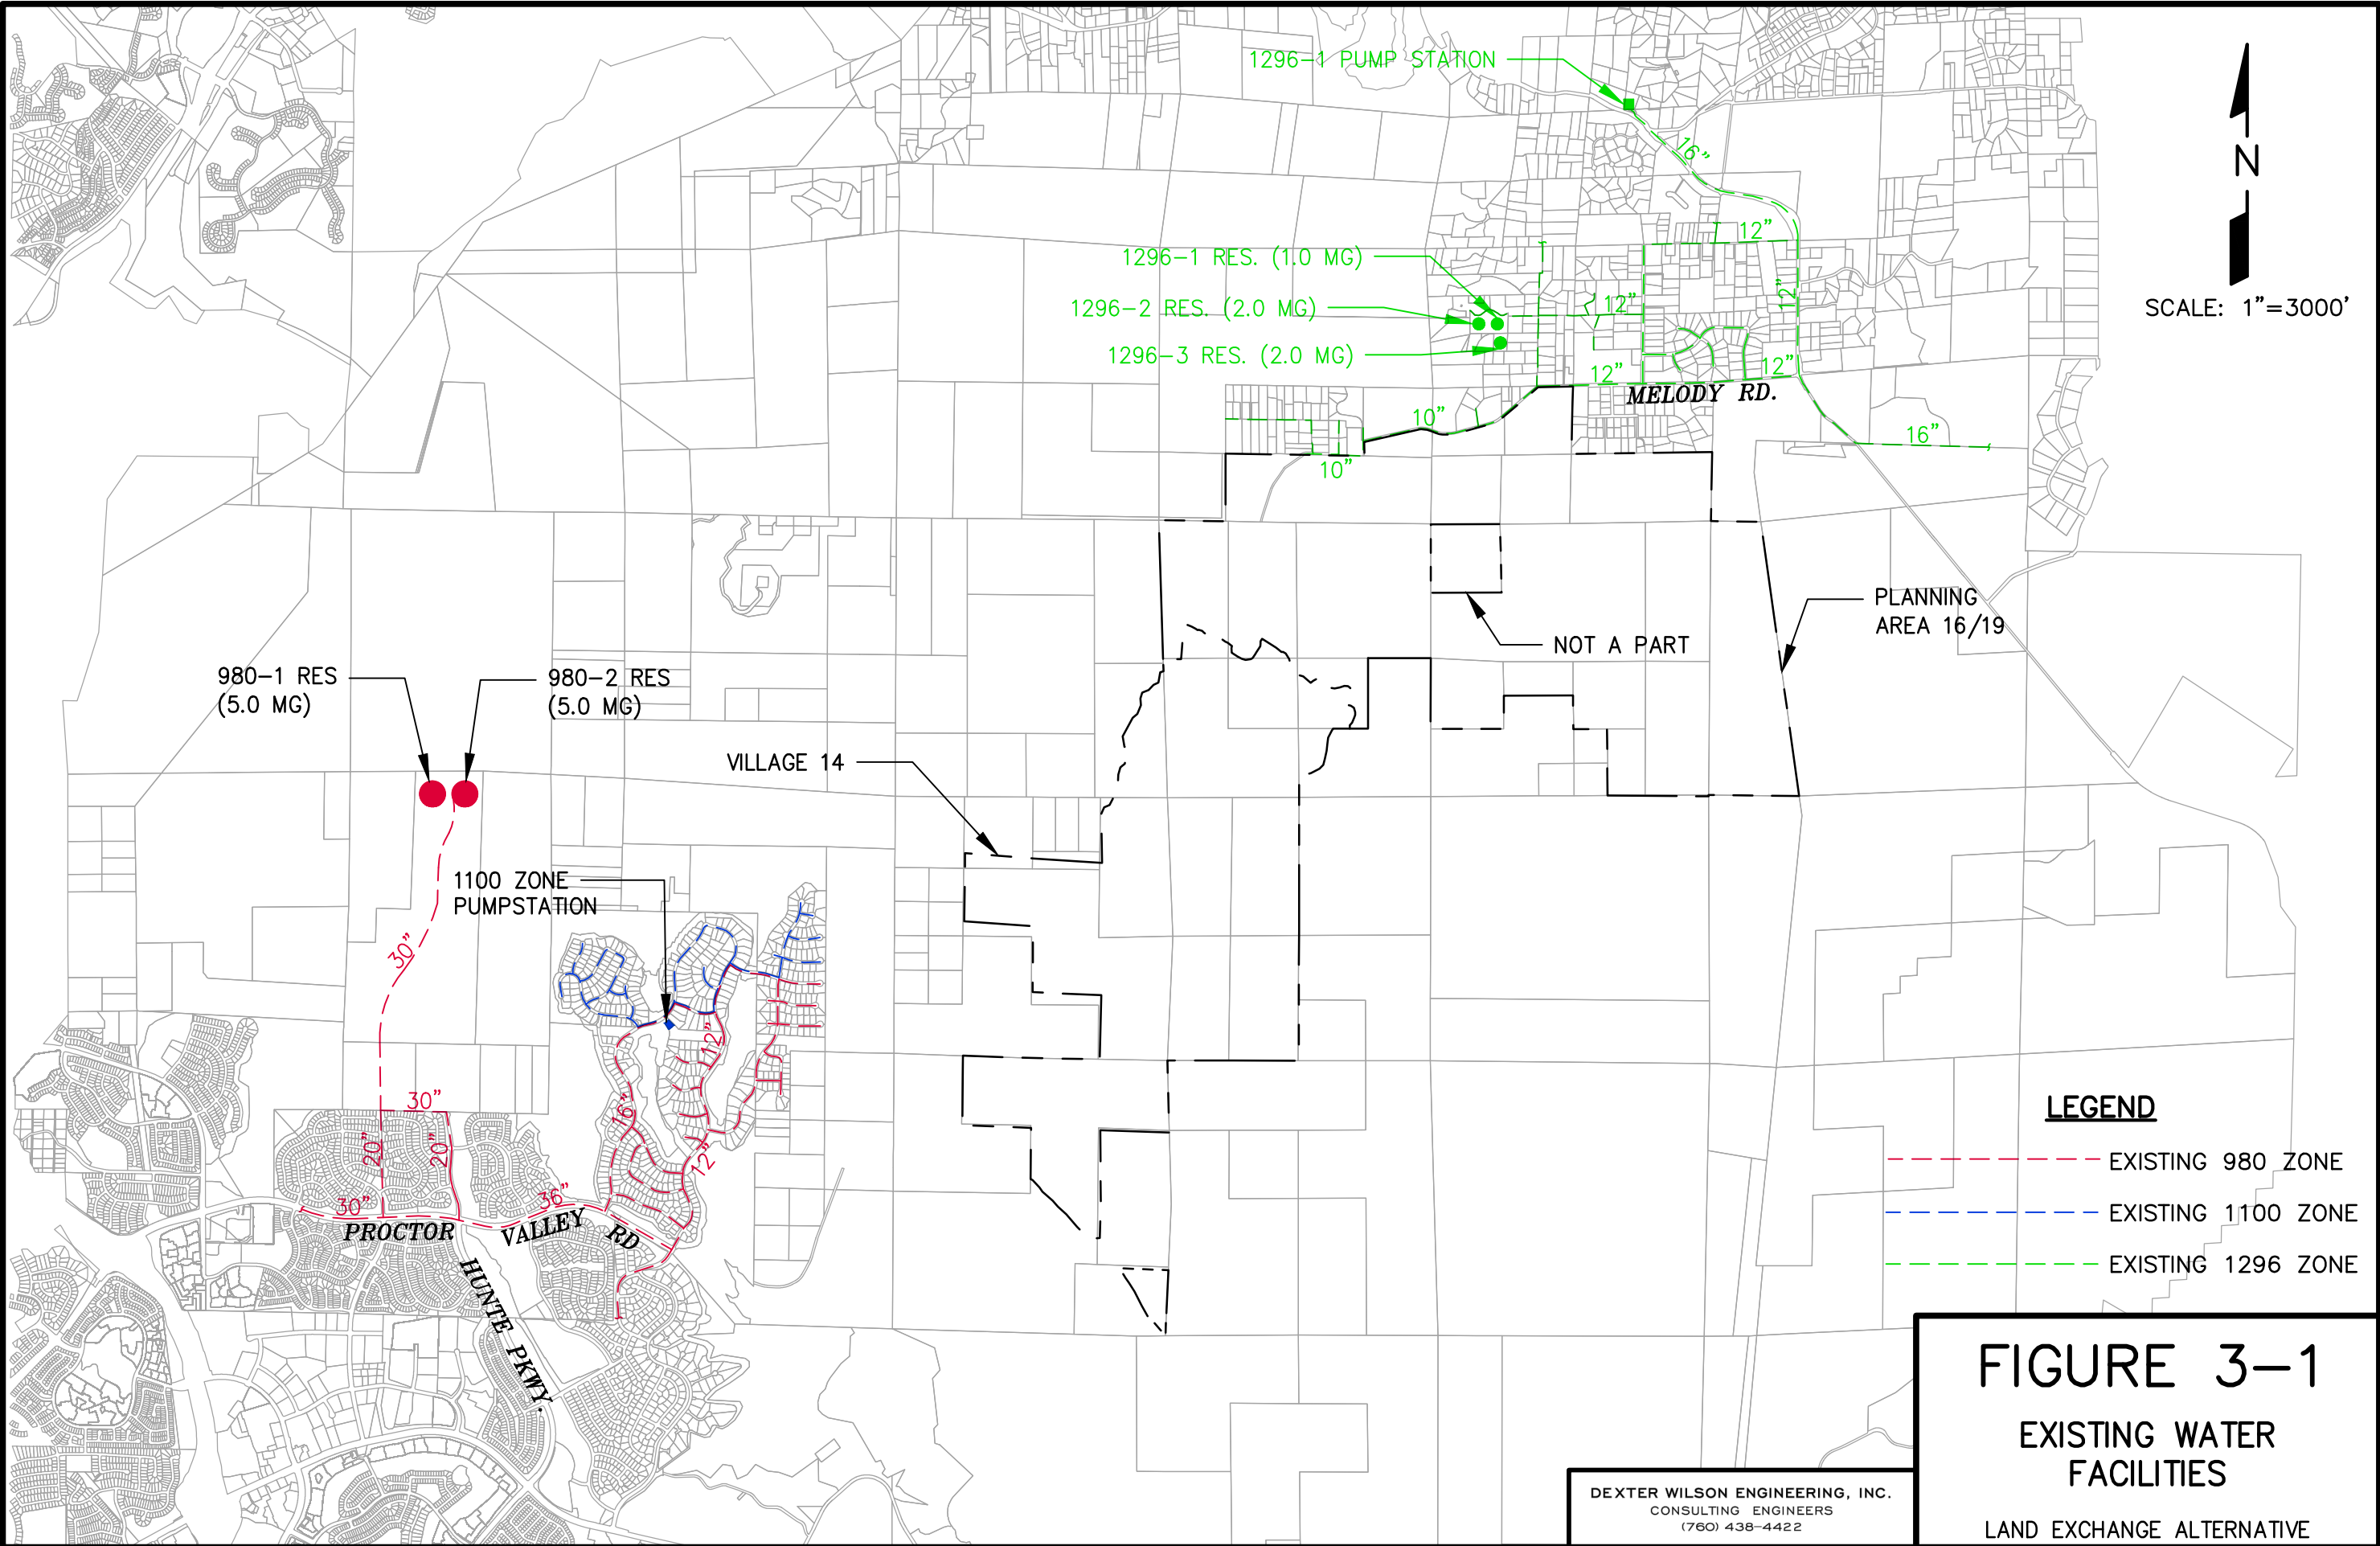 1296-1 PUMP STATION
16"
N
SCALE: 1"=3000'
12"
1296-1 RES. (1.0 MG)
12"
1296-2 RES. (2.0 MG)
12"
1296-3 RES. (2.0 MG)
12"
12"
MELODY RD.
10"
16"
10"
PLANNING
AREA 16/19
NOT A PART
980-1 RES
(5.0 MG)
980-2 RES
(5.0 MG)
VILLAGE 14
1100 ZONE
PUMPSTATION
30"
12"
30"
16"
20"
20"
12"
30"
36"
PROCTOR VALLEY RD
HUNTE PKWY.
LEGEND
EXISTING 980 ZONE
EXISTING 1100 ZONE
EXISTING 1296 ZONE
FIGURE 3-1
EXISTING WATER
FACILITIES
LAND EXCHANGE ALTERNATIVE
DEXTER WILSON ENGINEERING, INC.
CONSULTING ENGINEERS
(760) 438-4422